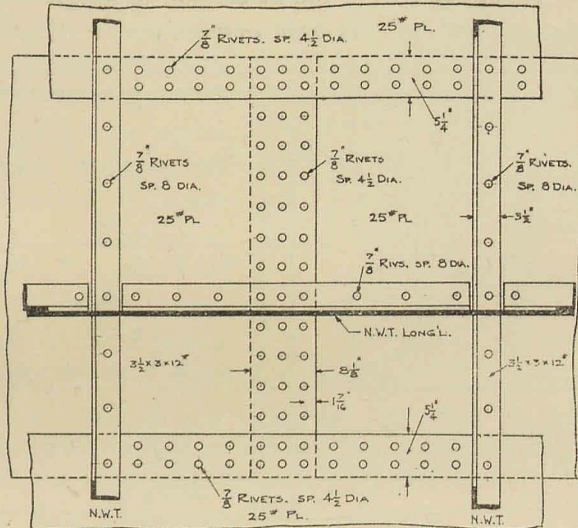 7/8" RIVETS. SP. 4 1/2 DIA.
25# PL.
5 1/4"
7/8" RIVETS
SP. 8 DIA.
7/8" RIVETS
SP. 4 1/2 DIA.
7/8" RIVETS.
SP. 8 DIA.
25# PL
25# PL
3 1/2"
7/8" RIVS. SP. 8 DIA.
N.W.T. LONG'L.
3 1/2 × 3 × 12#
8 1/8"
3 1/2 × 3 × 12#
1 7/16"
5 1/4"
7/8" RIVETS. SP. 4 1/2 DIA
25# PL.
N.W.T.
N.W.T.